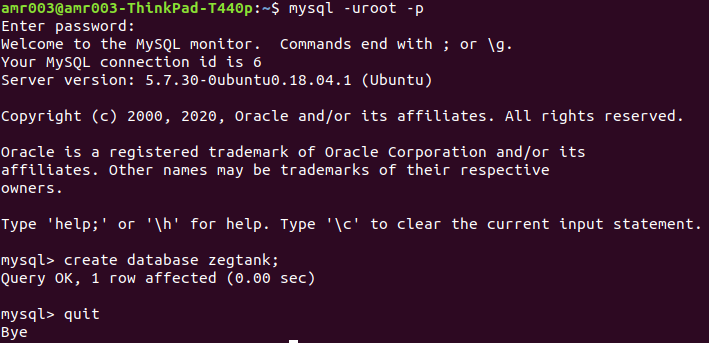 amr003@amr003-ThinkPad-T440p:~$ mysql -uroot -p
Enter password:
Welcome to the MySQL monitor.  Commands end with ; or \g.
Your MySQL connection id is 6
Server version: 5.7.30-0ubuntu0.18.04.1 (Ubuntu)
Copyright (c) 2000, 2020, Oracle and/or its affiliates. All rights reserved.
Oracle is a registered trademark of Oracle Corporation and/or its
affiliates. Other names may be trademarks of their respective
owners.
Type 'help;' or '\h' for help. Type '\c' to clear the current input statement.
mysql> create database zegtank;
Query OK, 1 row affected (0.00 sec)
mysql> quit
Bye